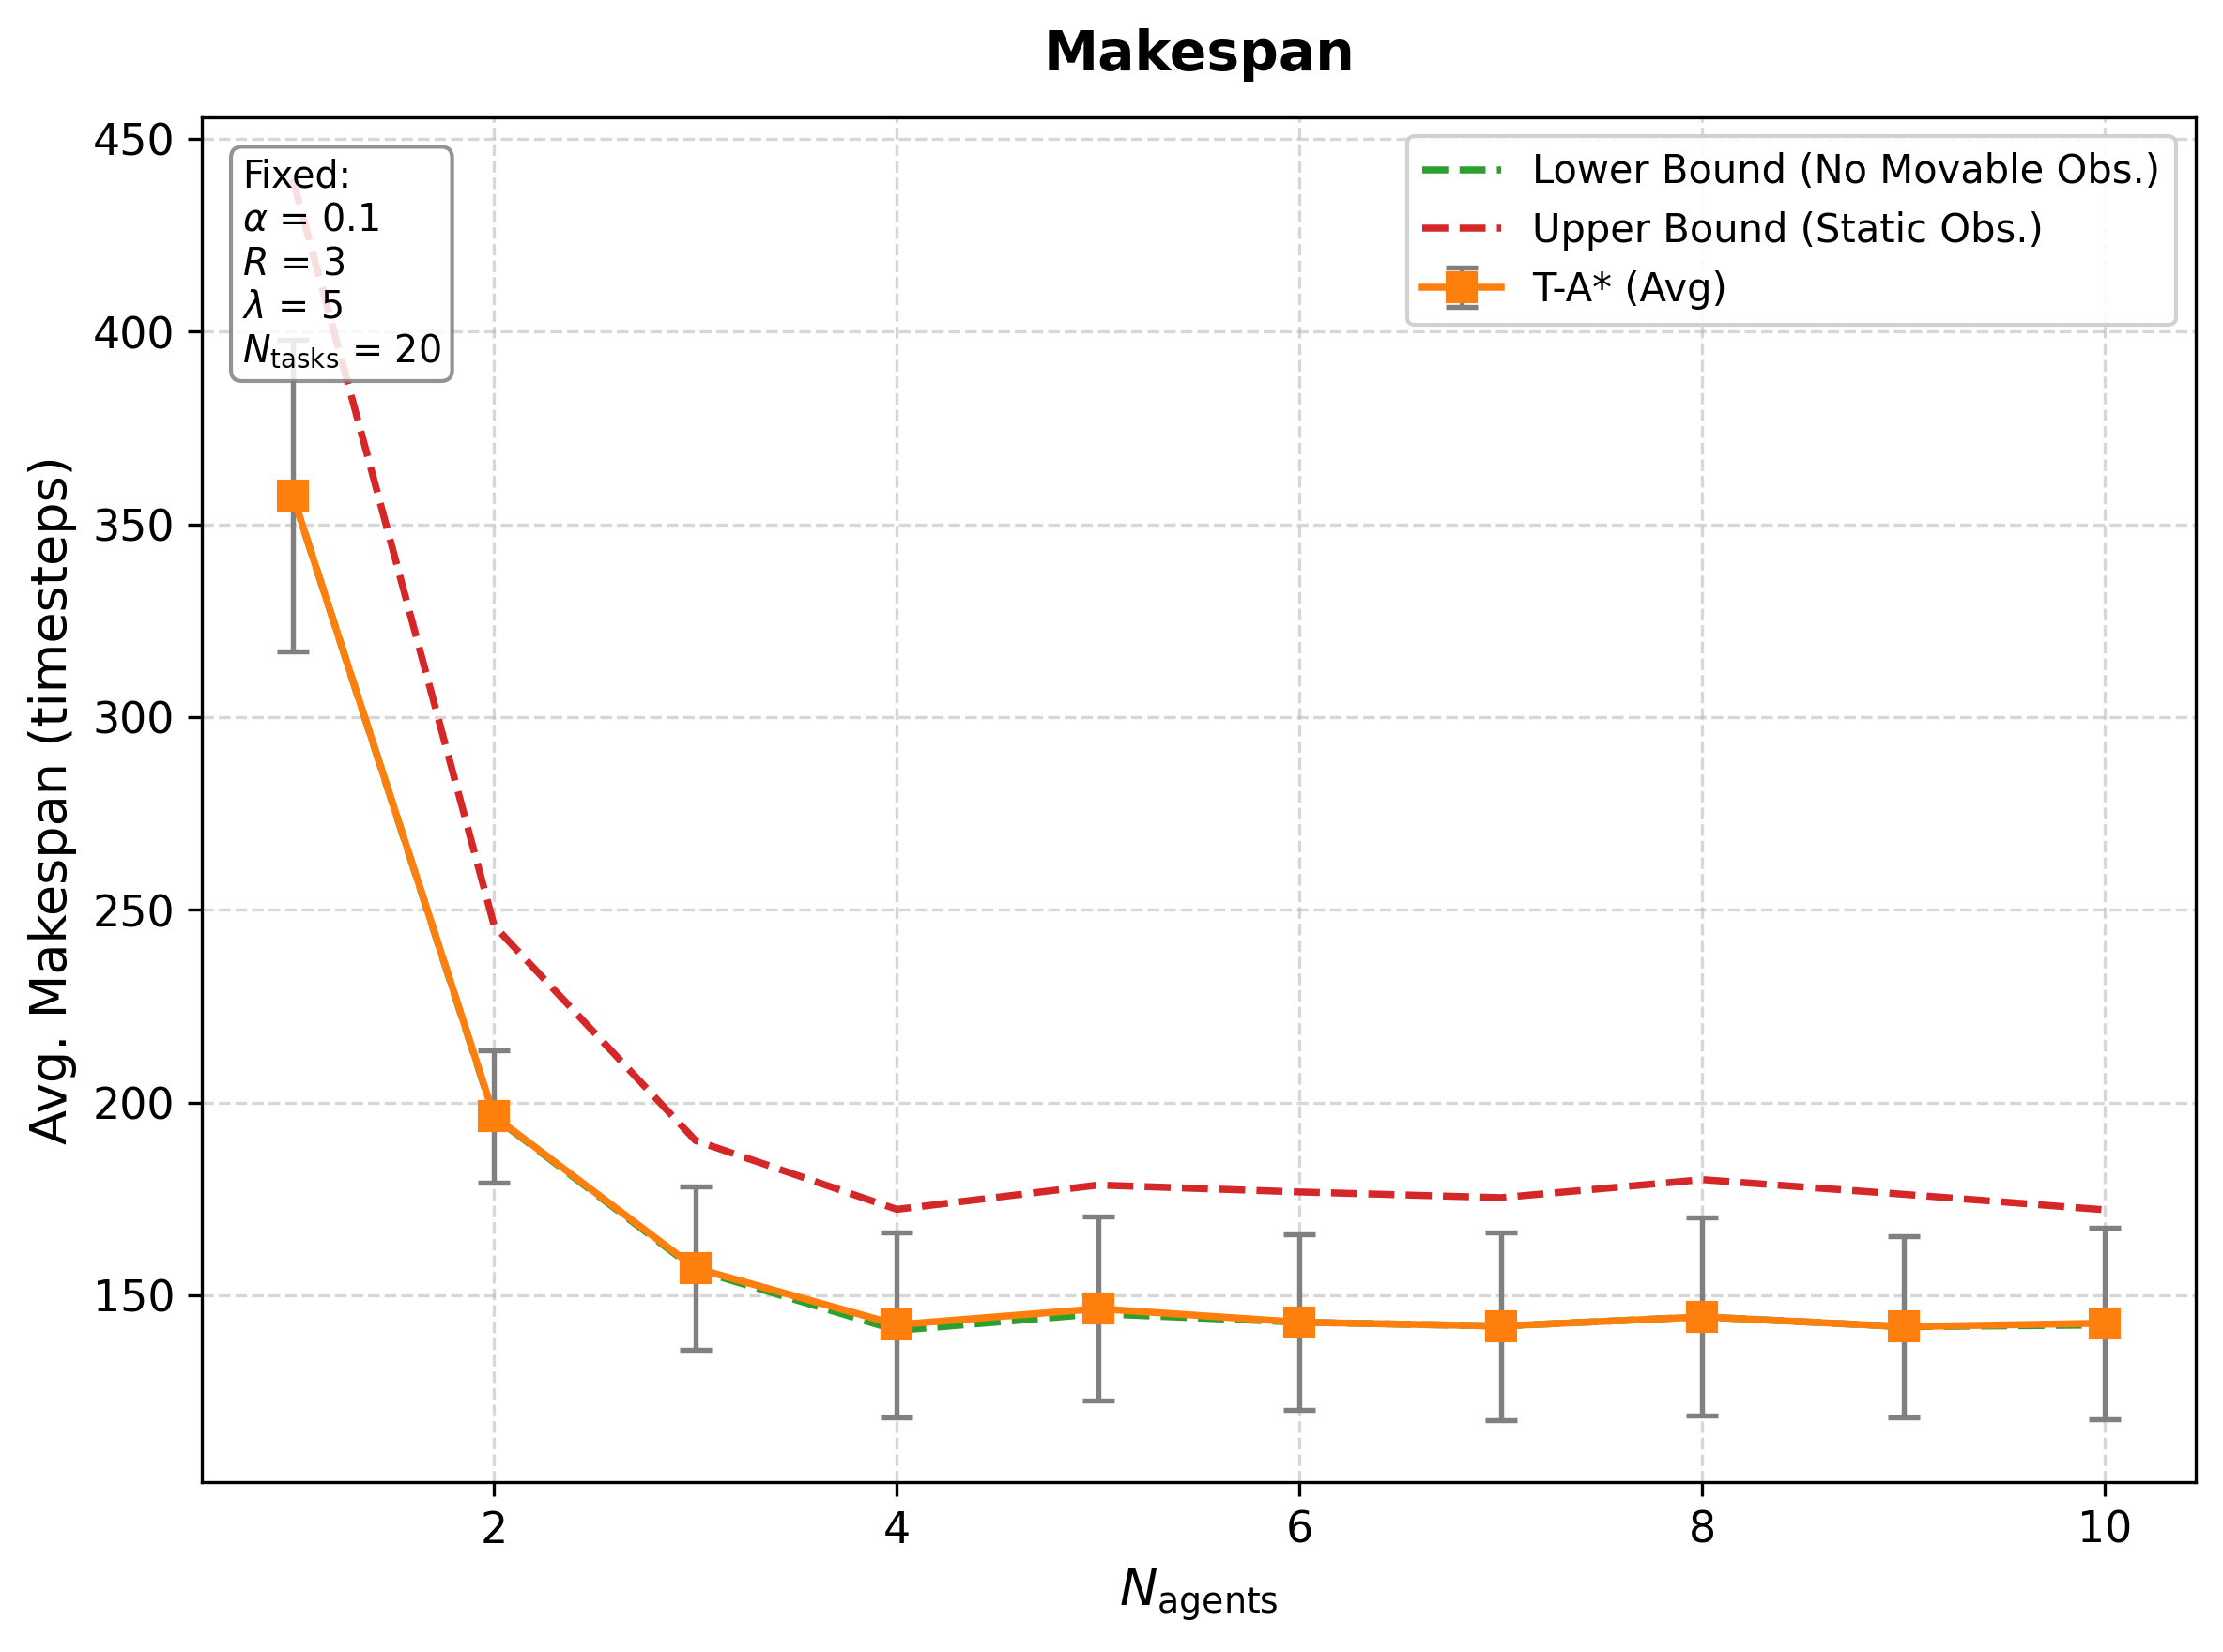 Makespan
Avg. Makespan (timesteps)
450
400
350
300
250
200
150
Fixed:
α = 0.1
R = 3
λ = 5
N_tasks = 20
Lower Bound (No Movable Obs.)
Upper Bound (Static Obs.)
T-A* (Avg)
2 4 6 8 10
N_agents